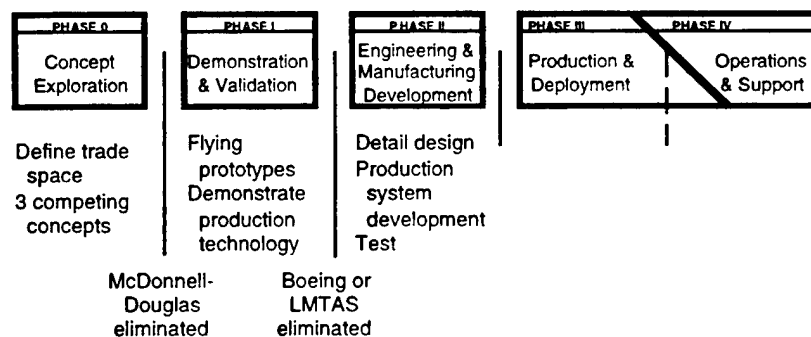 PHASE 0
Concept
Exploration
Define trade
space
3 competing
concepts
McDonnell-
Douglas
eliminated
PHASE I
Demonstration
& Validation
Flying
prototypes
Demonstrate
production
technology
Boeing or
LMTAS
eliminated
PHASE II
Engineering &
Manufacturing
Development
Detail design
Production
system
development
Test
PHASE III
Production &
Deployment
PHASE IV
Operations
& Support